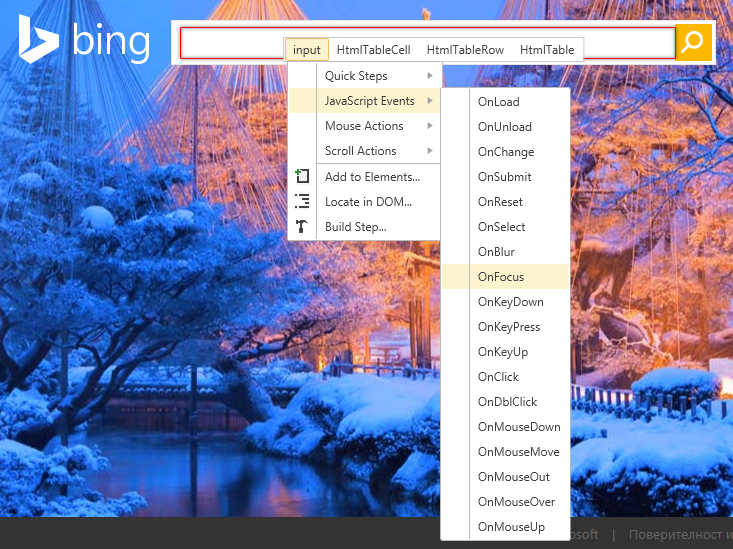 bing
input HtmlTableCell HtmlTableRow HtmlTable
Quick Steps
JavaScript Events
Mouse Actions
Scroll Actions
Add to Elements...
Locate in DOM...
Build Step...
OnLoad
OnUnload
OnChange
OnSubmit
OnReset
OnSelect
OnBlur
OnFocus
OnKeyDown
OnKeyPress
OnKeyUp
OnClick
OnDblClick
OnMouseDown
OnMouseMove
OnMouseOut
OnMouseOver
OnMouseUp
osoft | Поверителност и